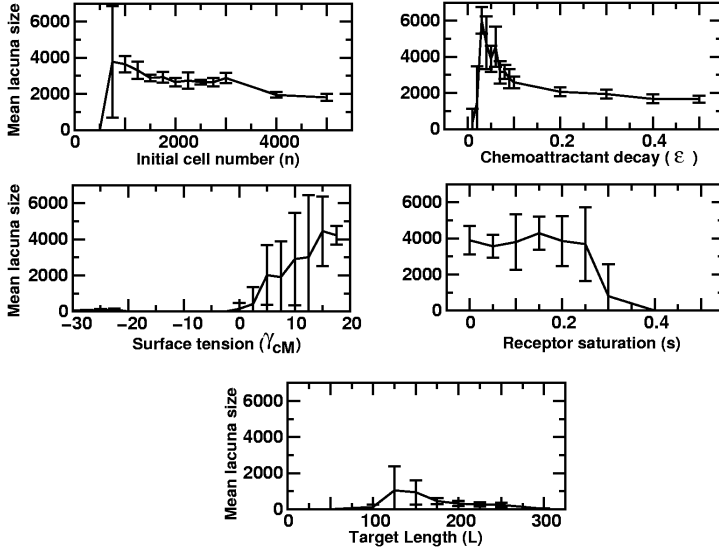 Mean lacuna size
6000
4000
2000
0
0 2000 4000
Initial cell number (n)
6000
4000
2000
0
0 0.2 0.4
Chemoattractant decay (ε)
Mean lacuna size
6000
4000
2000
0
−30 −20 −10 0 10 20
Surface tension (γcM)
6000
4000
2000
0
0 0.2 0.4
Receptor saturation (s)
Mean lacuna size
6000
4000
2000
0
0 100 200 300
Target Length (L)